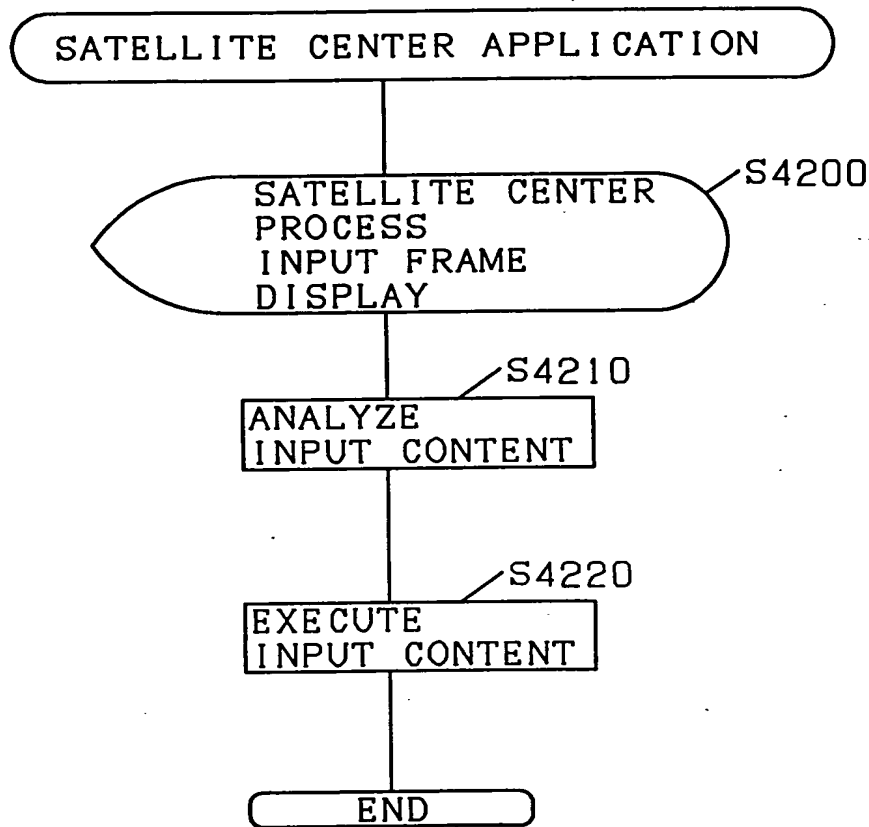 SATELLITE CENTER APPLICATION
S4200
SATELLITE CENTER
PROCESS
INPUT FRAME
DISPLAY
S4210
ANALYZE
INPUT CONTENT
S4220
EXECUTE
INPUT CONTENT
END